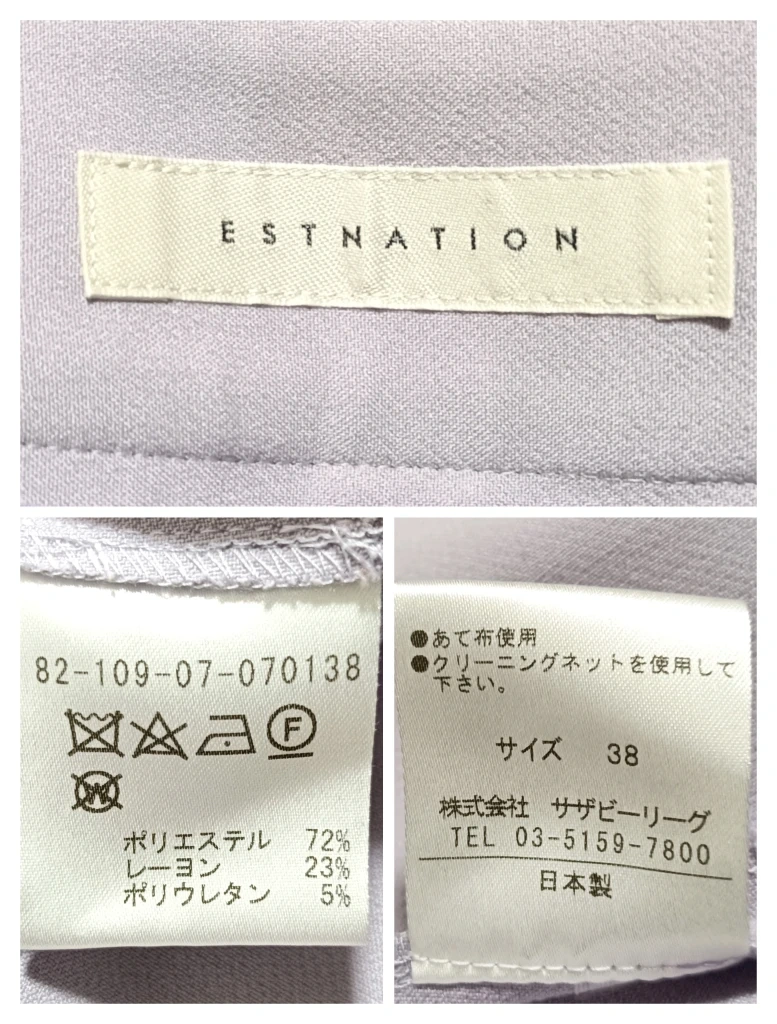 ESTNATION
82-109-07-070138
F
W
ポリエステル 72%
レーヨン 23%
ポリウレタン 5%
●あて布使用
●クリーニングネットを使用して
下さい。
サイズ 38
株式会社 サザビーリーグ
TEL 03-5159-7800
日本製